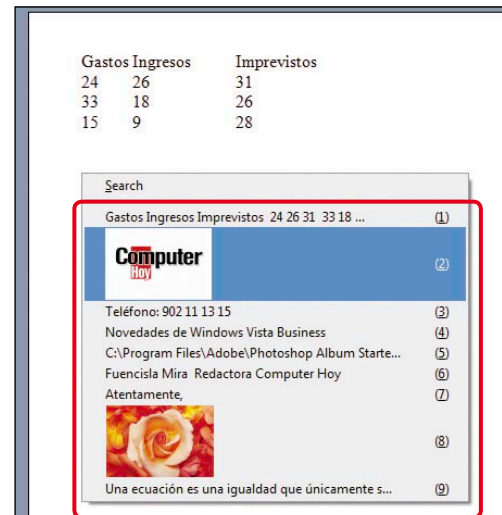 Gastos Ingresos Imprevistos
24 26 31
33 18 26
15 9 28
Search
Gastos Ingresos Imprevistos 24 26 31 33 18 ... (1)
Computer
Hoy
(2)
Teléfono: 902 11 13 15 (3)
Novedades de Windows Vista Business (4)
C:\Program Files\Adobe\Photoshop Album Starte... (5)
Fuencisla Mira Redactora Computer Hoy (6)
Atentamente, (7)
(8)
Una ecuación es una igualdad que únicamente s... (9)